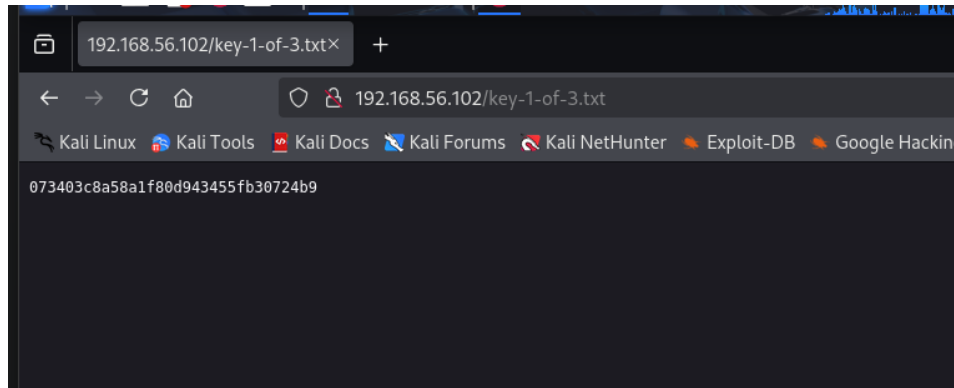 192.168.56.102/key-1-of-3.txt×
192.168.56.102/key-1-of-3.txt
Kali Linux Kali Tools Kali Docs Kali Forums Kali NetHunter Exploit-DB Google Hackin
073403c8a58a1f80d943455fb30724b9